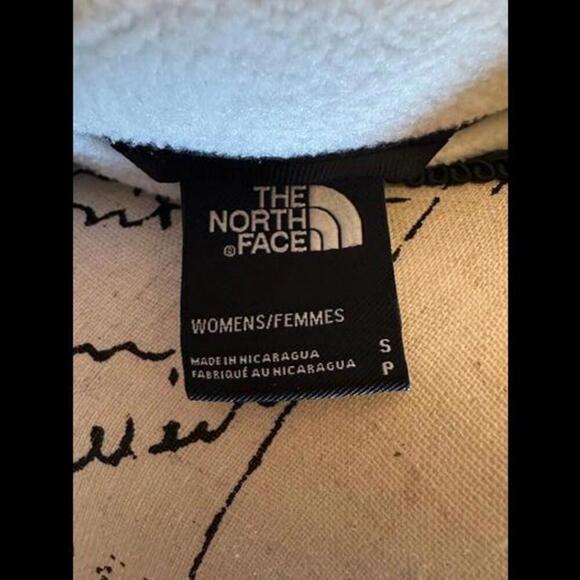 THE
NORTH
FACE
®
WOMENS/FEMMES
MADE IN NICARAGUA
FABRIQUÉ AU NICARAGUA
S
P